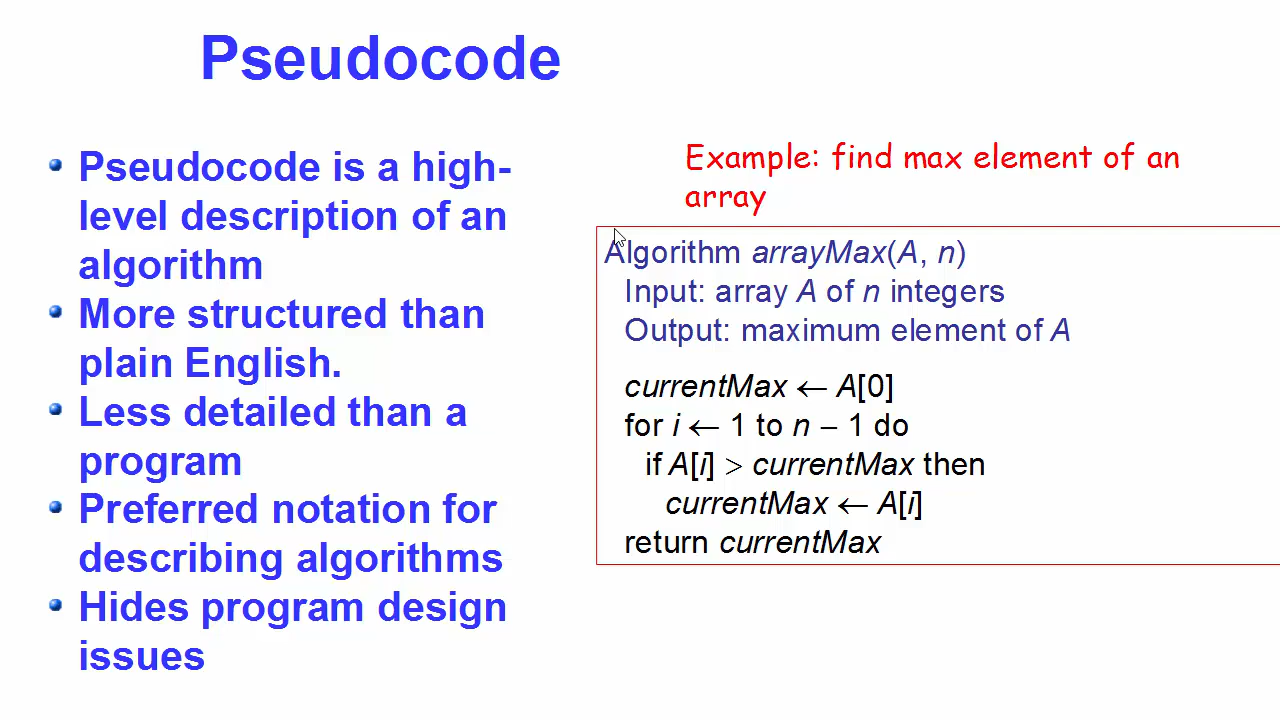 Pseudocode
Pseudocode is a high-
level description of an
algorithm
More structured than
plain English.
Less detailed than a
program
Preferred notation for
describing algorithms
Hides program design
issues
Example: find max element of an
array
Algorithm arrayMax(A, n)
Input: array A of n integers
Output: maximum element of A
currentMax ← A[0]
for i ← 1 to n − 1 do
if A[i] > currentMax then
currentMax ← A[i]
return currentMax